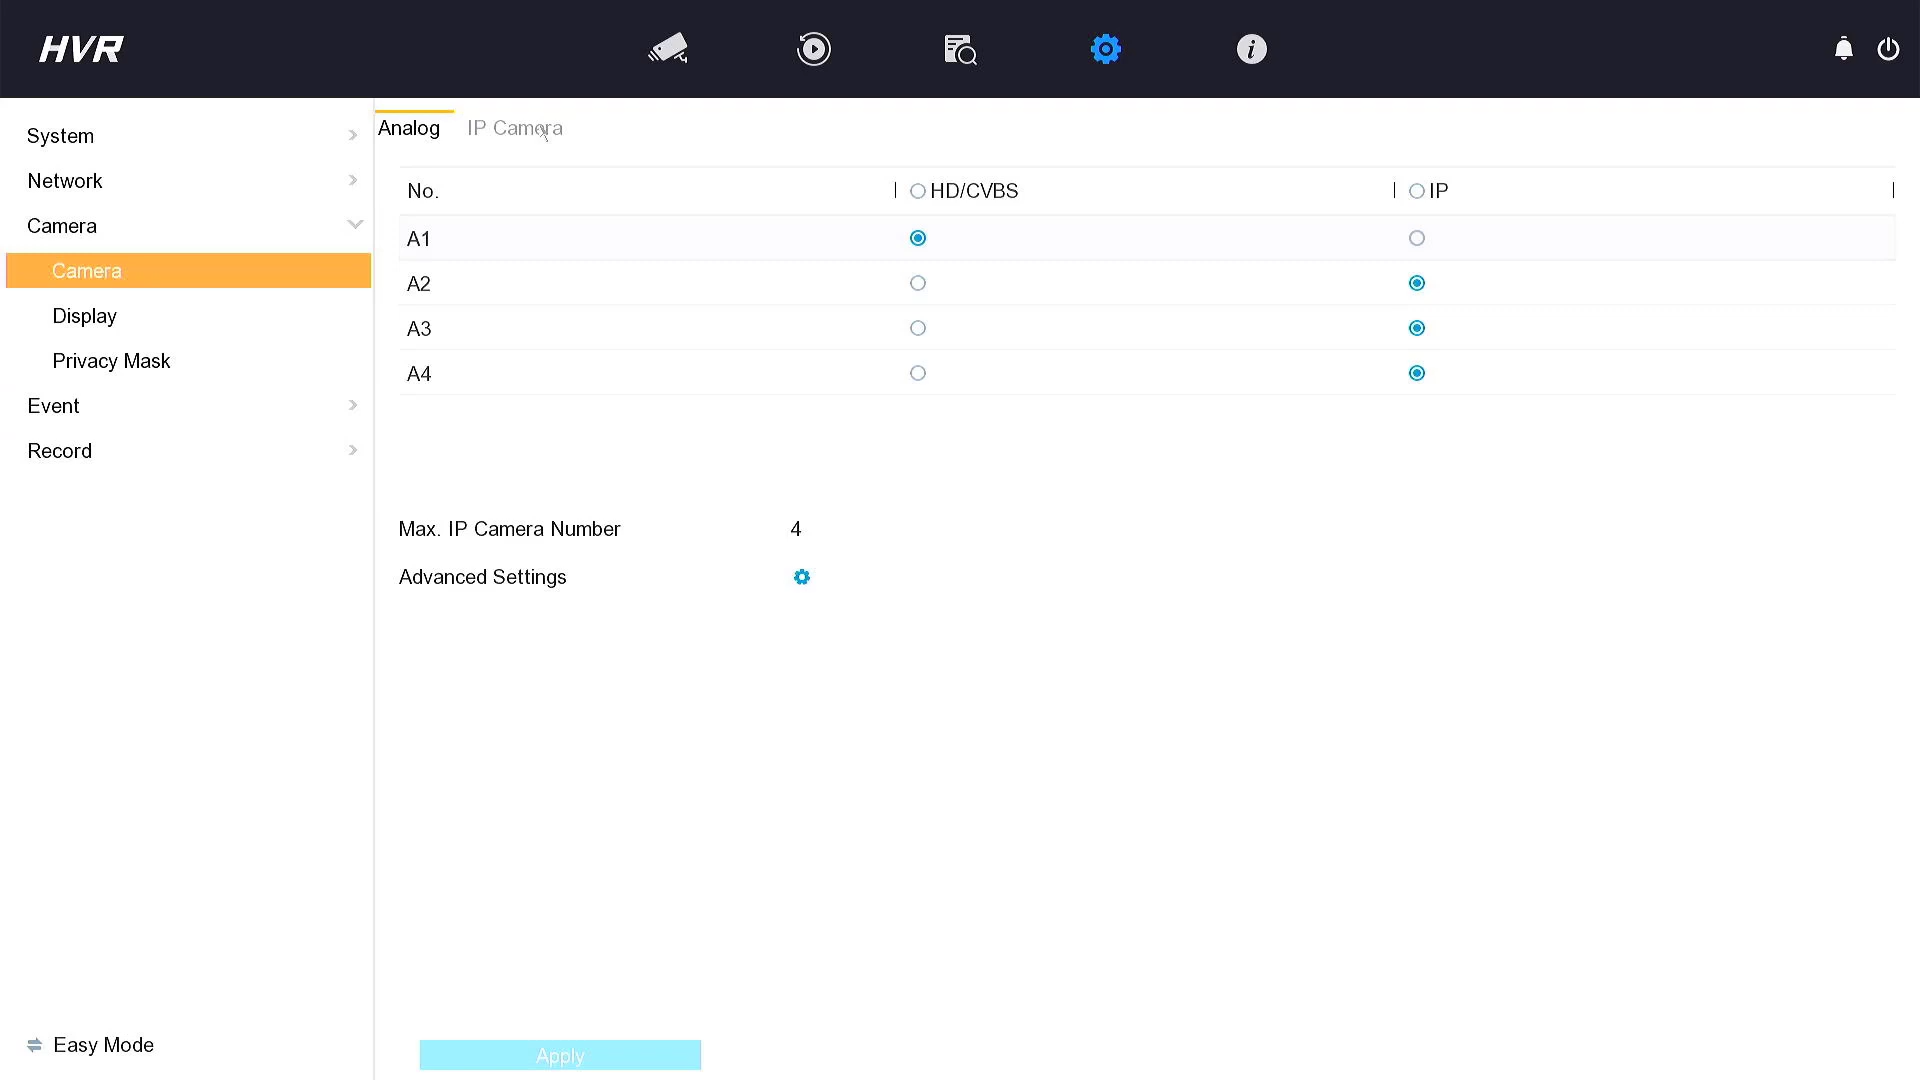 HVR
System
Network
Camera
Camera
Display
Privacy Mask
Event
Record
Easy Mode
Analog IP Camera
No. HD/CVBS IP
A1
A2
A3
A4
Max. IP Camera Number 4
Advanced Settings
Apply